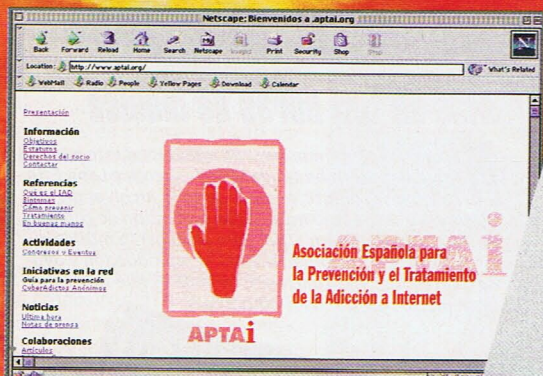 Netscape: Bienvenidos a .aptai.org
Back Forward Reload Home Search Netscape Images Print Security Shop Stop
Location: http://www.aptai.org/ What's Related
WebMail Radio People Yellow Pages Download Calendar
Presentación
Información
Objetivos
Estatutos
Derechos del socio
Contactar
Referencias
Qué es el IAD
Síntomas
Cómo prevenir
Tratamiento
En buenas manos
Actividades
Congresos y Eventos
Iniciativas en la red
Guía para la prevención
CyberAdictos Anónimos
Noticias
Ultima hora
Notas de prensa
Colaboraciones
Artículos
APTAi
APTAi
Asociación Española para
la Prevención y el Tratamiento
de la Adicción a Internet